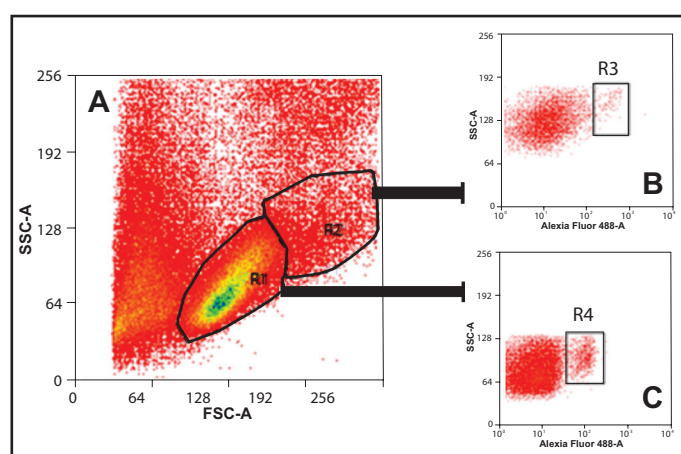 A
256
192
128
64
0
SSC-A
R1
R2
0
64
128
192
256
FSC-A
R3
256
192
128
64
0
SSC-A
B
10⁰
10¹
10²
10³
10⁴
Alexia Fluor 488-A
R4
256
192
128
64
0
SSC-A
C
10⁰
10¹
10²
10³
10⁴
Alexia Fluor 488-A